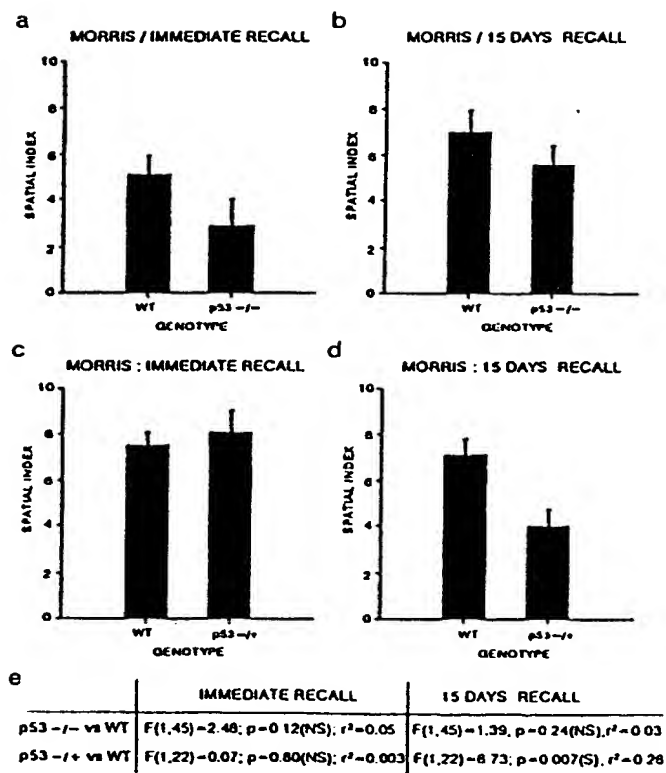 a
MORRIS / IMMEDIATE RECALL
10
8
6
4
2
0
SPATIAL INDEX
WT
p53 -/-
GENOTYPE
b
MORRIS / 15 DAYS RECALL
10
8
6
4
2
0
SPATIAL INDEX
WT
p53 -/-
GENOTYPE
c
MORRIS : IMMEDIATE RECALL
10
8
6
4
2
0
SPATIAL INDEX
WT
p53 -/+
GENOTYPE
d
MORRIS : 15 DAYS RECALL
10
8
6
4
2
0
SPATIAL INDEX
WT
p53 -/+
GENOTYPE
e
IMMEDIATE RECALL 15 DAYS RECALL
p53 -/- vs WT F(1,45)=2.48; p=0.12(NS); r²=0.05 F(1,45)=1.39, p=0.24(NS), r²=0.03
p53 -/+ vs WT F(1,22)=0.07; p=0.80(NS); r²=0.003 F(1,22)=8.73; p=0.007(S), r²=0.28